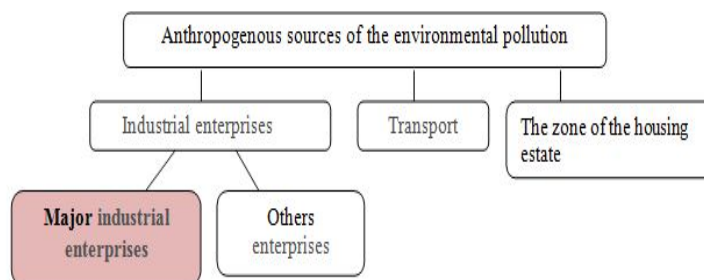 Anthropogenous sources of the environmental pollution
Industrial enterprises
Transport
The zone of the housing
estate
Major industrial
enterprises
Others
enterprises